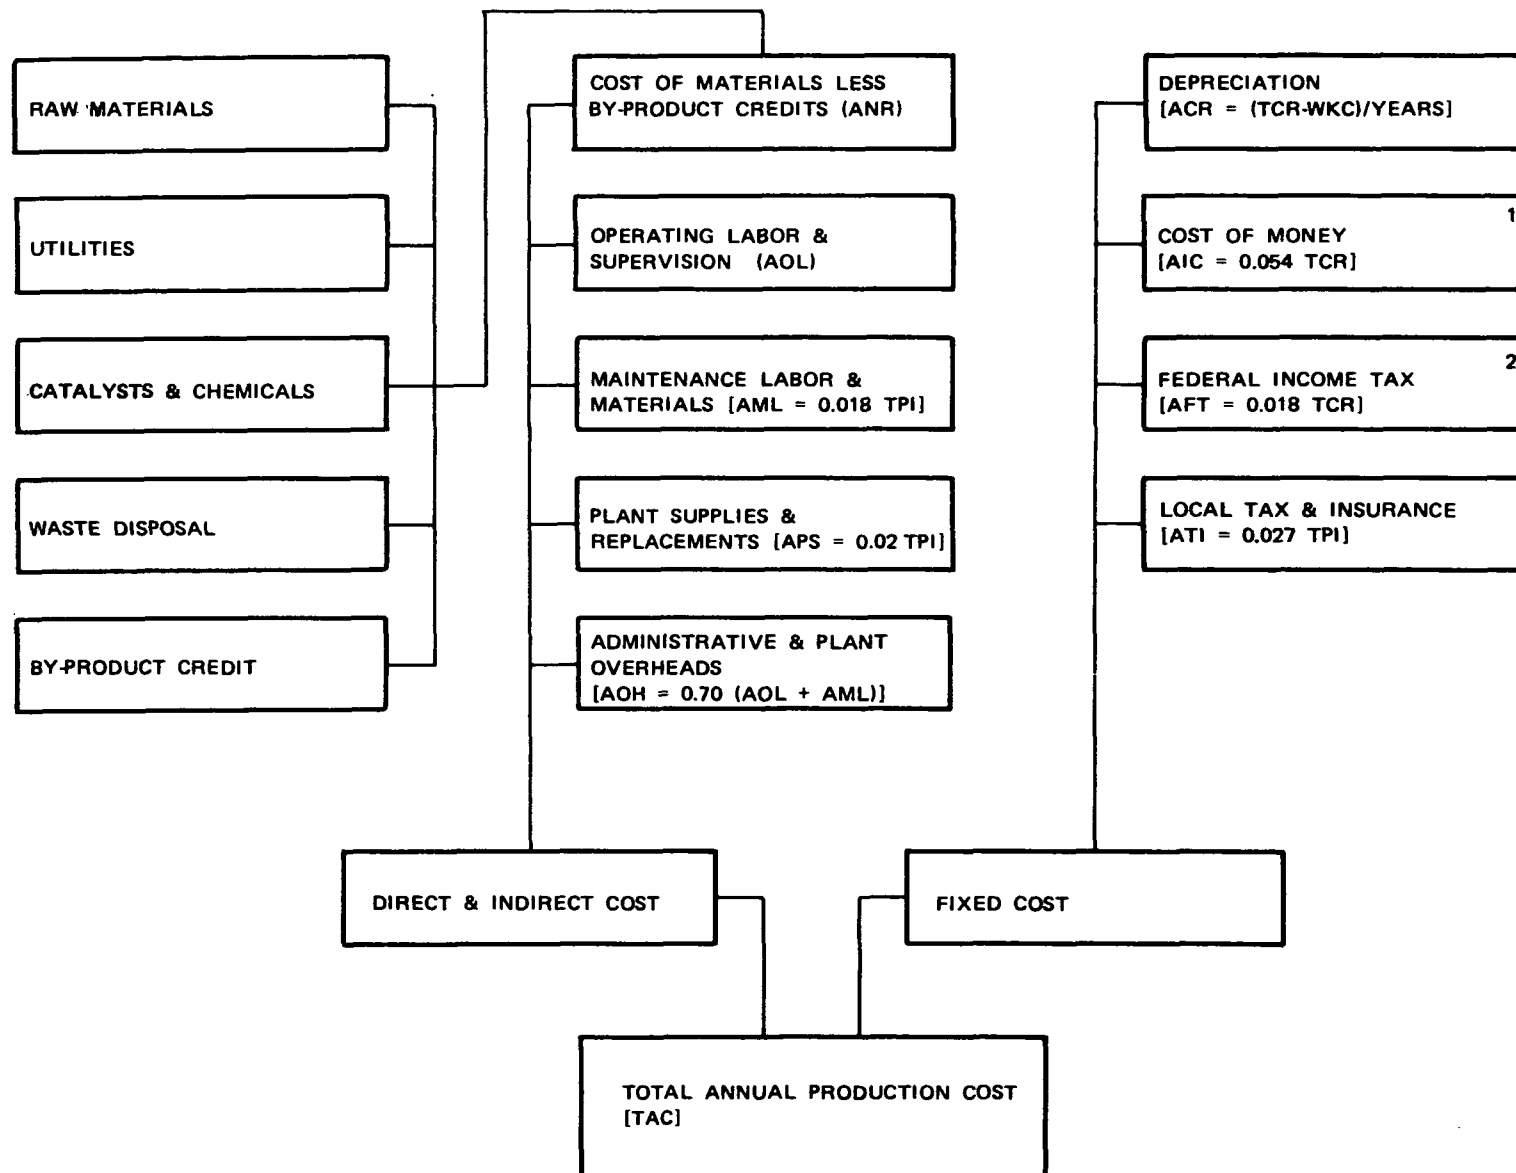 RAW MATERIALS
UTILITIES
CATALYSTS & CHEMICALS
WASTE DISPOSAL
BY-PRODUCT CREDIT
COST OF MATERIALS LESS
BY-PRODUCT CREDITS (ANR)
OPERATING LABOR &
SUPERVISION (AOL)
MAINTENANCE LABOR &
MATERIALS [AML = 0.018 TPI]
PLANT SUPPLIES &
REPLACEMENTS [APS = 0.02 TPI]
ADMINISTRATIVE & PLANT
OVERHEADS
[AOH = 0.70 (AOL + AML)]
DEPRECIATION
[ACR = (TCR-WKC)/YEARS]
1
COST OF MONEY
[AIC = 0.054 TCR]
2
FEDERAL INCOME TAX
[AFT = 0.018 TCR]
LOCAL TAX & INSURANCE
[ATI = 0.027 TPI]
DIRECT & INDIRECT COST
FIXED COST
TOTAL ANNUAL PRODUCTION COST
[TAC]